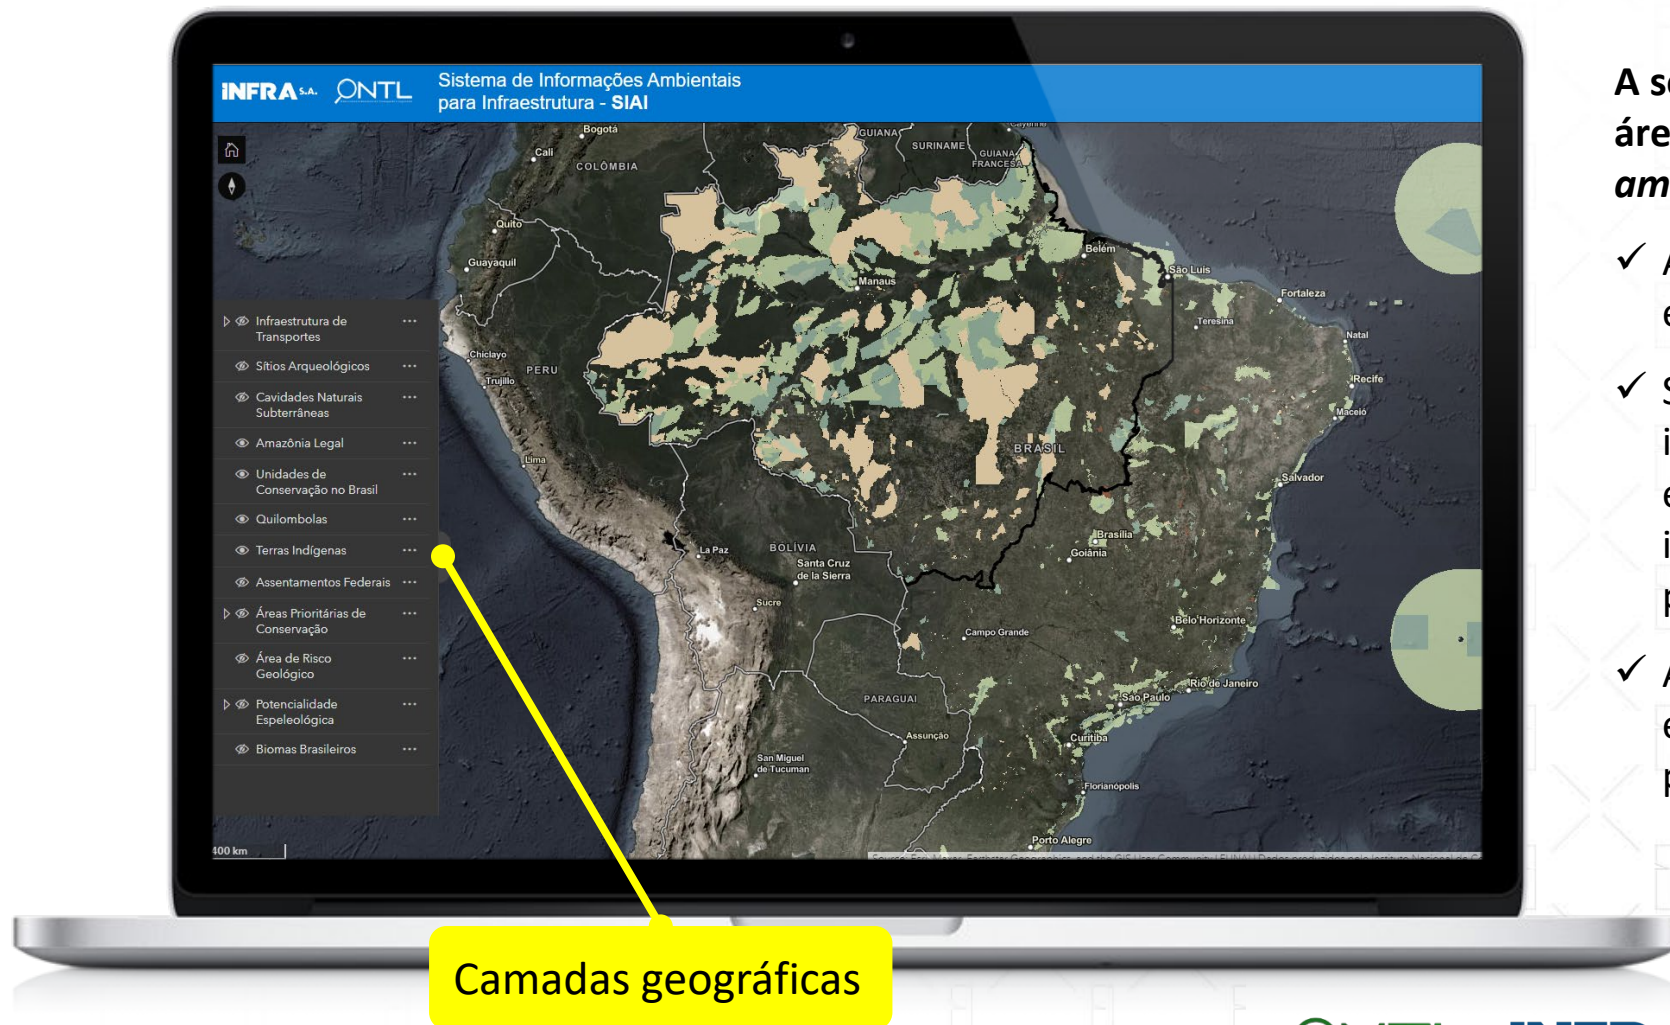 INFRA S.A. ONTL
Sistema de Informações Ambientais
para Infraestrutura - SIAI
Infraestrutura de
Transportes
Sítios Arqueológicos
Cavidades Naturais
Subterrâneas
Amazônia Legal
Unidades de
Conservação no Brasil
Quilombolas
Terras Indígenas
Assentamentos Federais
Áreas Prioritárias de
Conservação
Área de Risco
Geológico
Potencialidade
Espeleológica
Biomas Brasileiros
400 km
Bogotá
Cali
COLÔMBIA
GUIANA
SURINAME
Cayenne
GUIANA
FRANCESA
Quito
Guayaquil
Belém
São Luís
Manaus
Fortaleza
Teresina
Natal
Chiclayo
PERU
Trujillo
Recife
Maceió
BRASIL
Lima
Salvador
Brasília
Goiânia
La Paz
BOLÍVIA
Santa Cruz
de la Sierra
Sucre
Belo Horizonte
Campo Grande
Rio de Janeiro
Sao Paulo
PARAGUAI
Assunção
Curitiba
San Miguel
de Tucuman
Florianópolis
Porto Alegre
Camadas geográficas